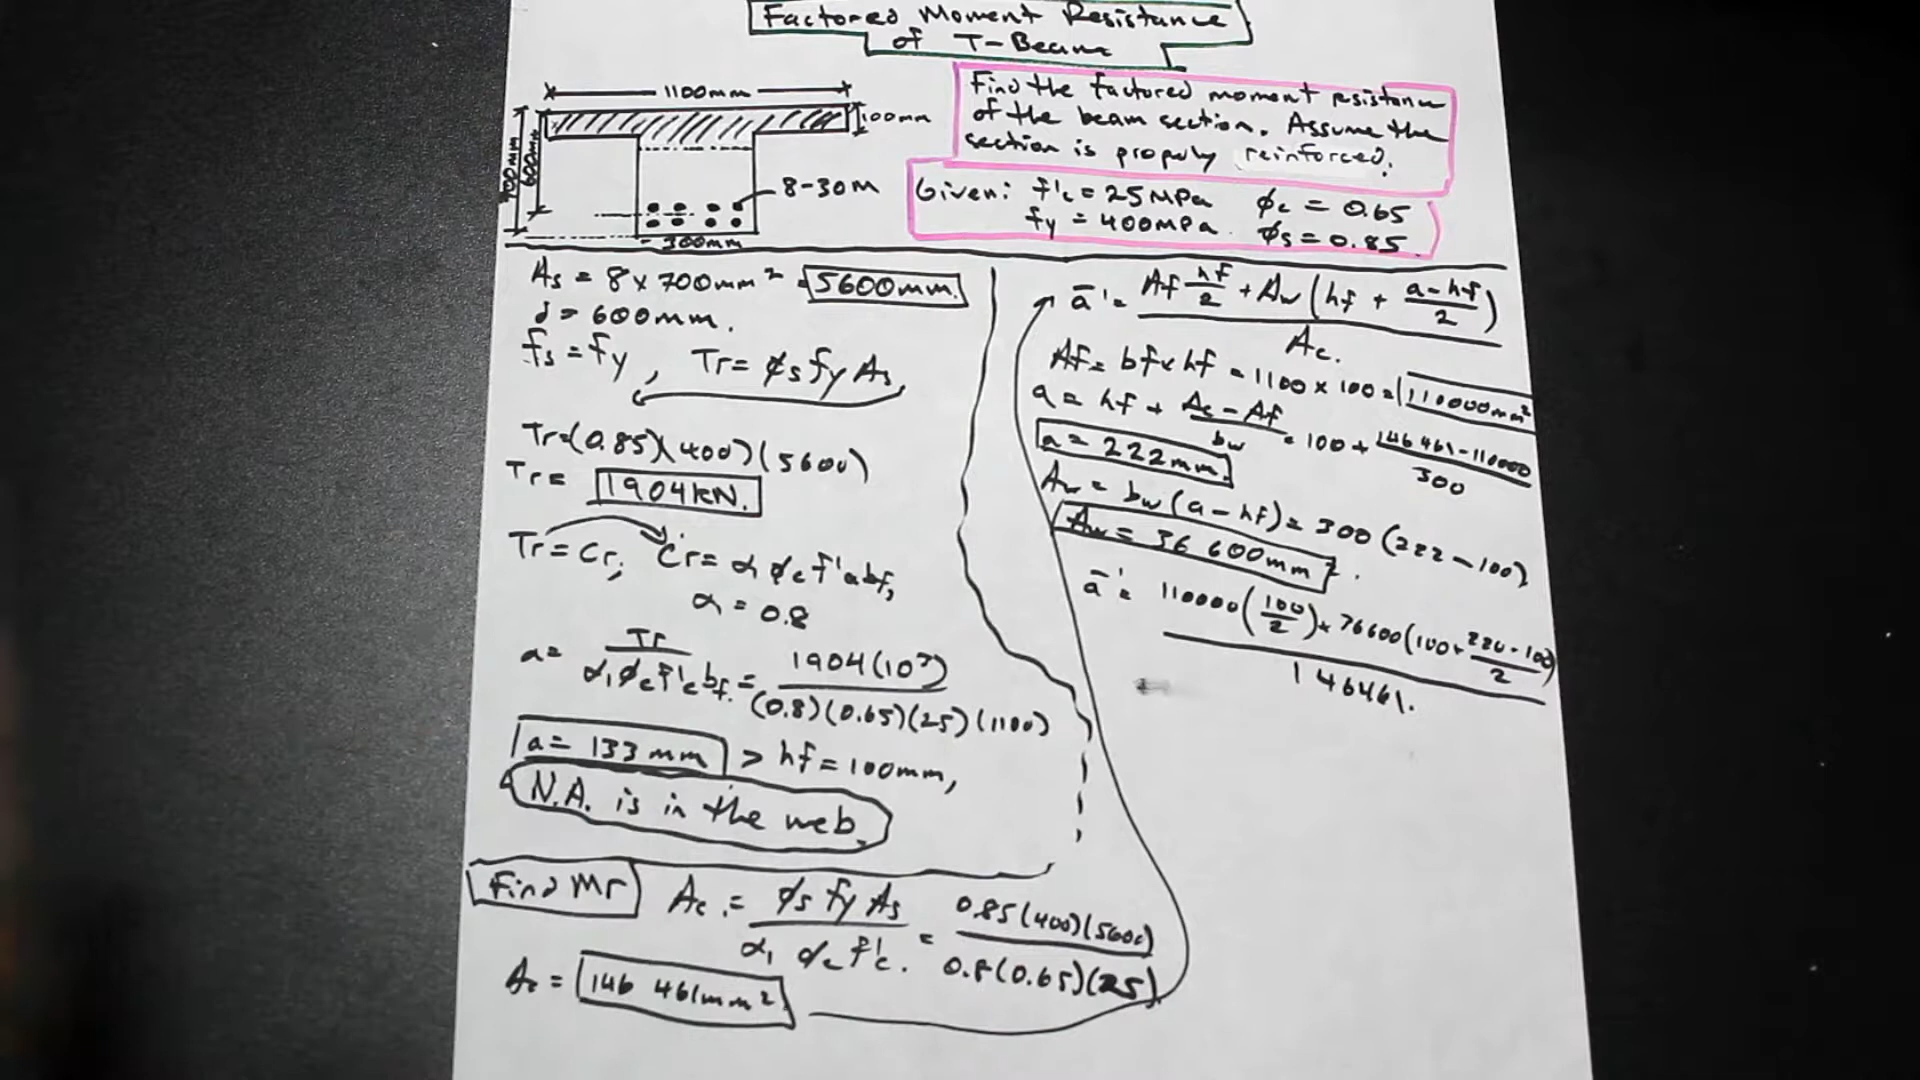 Factored Moment Resistance
of T-Beam
1100mm
100mm
700mm
600mm
8-30M
300mm
Find the factored moment resistance
of the beam section. Assume the
section is properly reinforced.
Given: f'c = 25MPa φc = 0.65
fy = 400MPa φs = 0.85
As = 8 x 700mm² = 5600mm.
d = 600mm.
fs = fy, Tr = φs fy As,
Tr=(0.85)(400)(5600)
Tr = 1904kN.
Tr = Cr; Cr = α φc f' a bf,
α = 0.8
a = Tr / α1 φc f'c bf. = 1904(10³) / (0.8)(0.65)(25)(1100)
a = 133mm > hf = 100mm,
N.A. is in the web.
Find Mr Ac = φs fy As / α1 φc f'c. = 0.85(400)(5600) / 0.8(0.65)(25)
Ac = 146 461mm²
a̅' = Af hf/2 + Aw (hf + a-hf/2) / Ac.
Af = bf x hf = 1100 x 100 = 110000mm²
a = hf + Ac - Af / bw = 100 + 146461-110000 / 300
a = 222mm.
Aw = bw (a-hf) = 300 (222-100)
Aw = 36 600mm².
a̅' = 110000(100/2) + 36600(100+220-100/2) / 146461.